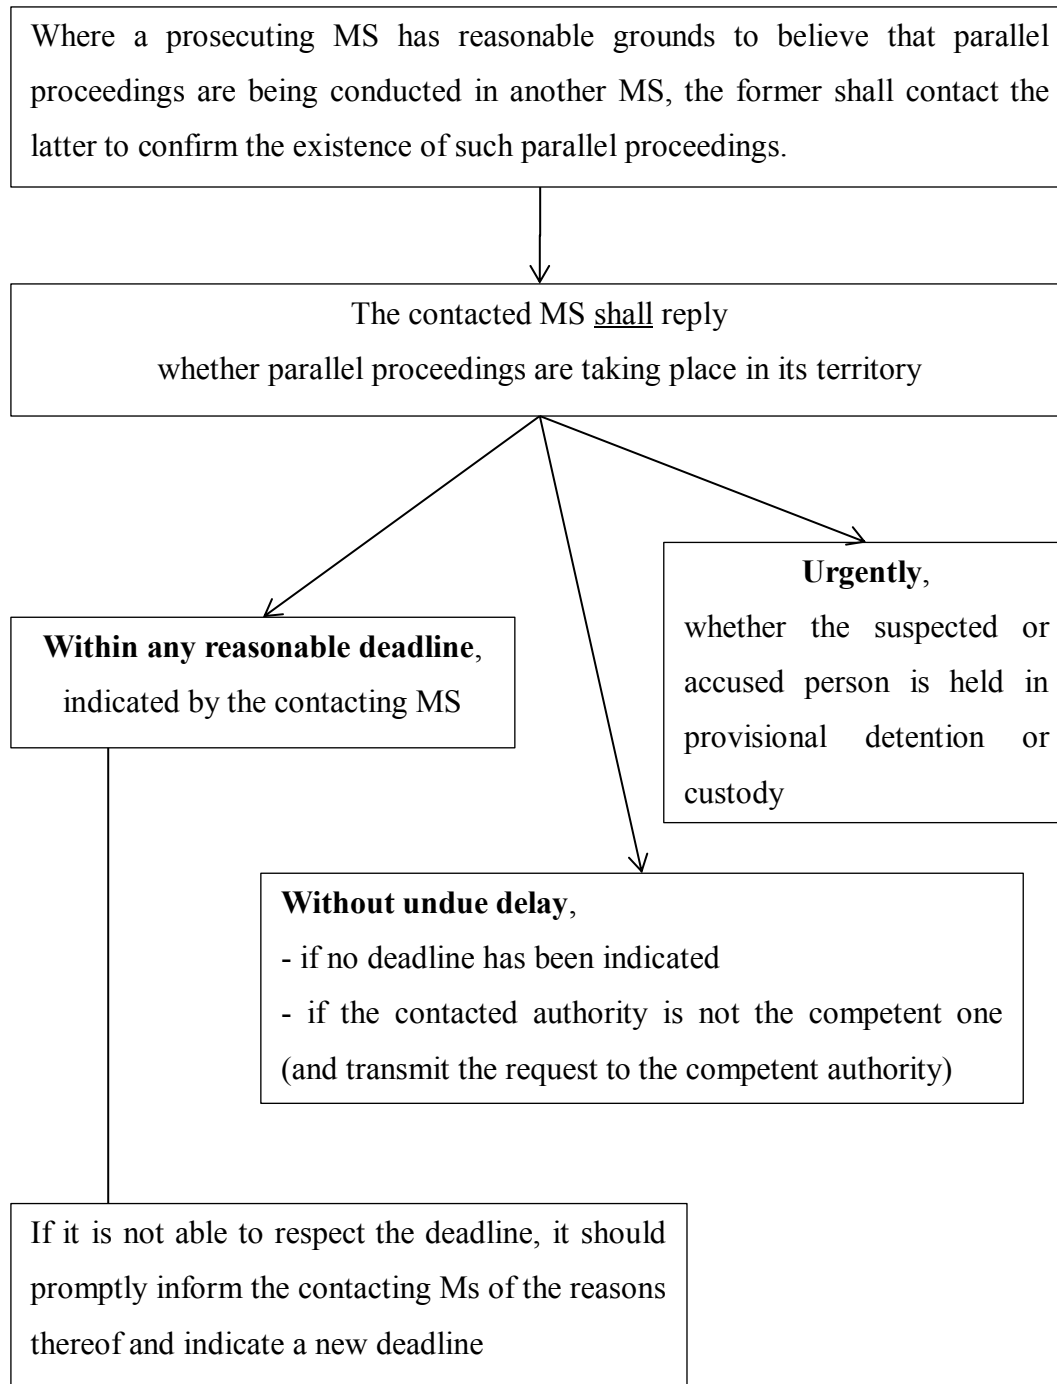 Where a prosecuting MS has reasonable grounds to believe that parallel
proceedings are being conducted in another MS, the former shall contact the
latter to confirm the existence of such parallel proceedings.
The contacted MS shall reply
whether parallel proceedings are taking place in its territory
Urgently,
whether the suspected or
accused person is held in
provisional detention or
custody
Within any reasonable deadline,
indicated by the contacting MS
Without undue delay,
- if no deadline has been indicated
- if the contacted authority is not the competent one
(and transmit the request to the competent authority)
If it is not able to respect the deadline, it should
promptly inform the contacting Ms of the reasons
thereof and indicate a new deadline